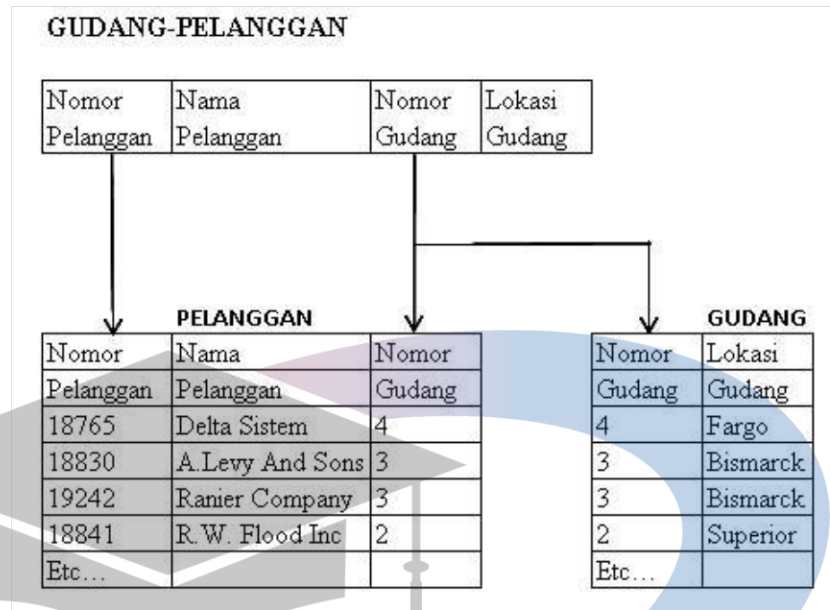 GUDANG-PELANGGAN
Nomor Nama Nomor Lokasi
Pelanggan Pelanggan Gudang Gudang
PELANGGAN GUDANG
Nomor Nama Nomor Nomor Lokasi
Pelanggan Pelanggan Gudang Gudang Gudang
18765 Delta Sistem 4 4 Fargo
18830 A.Levy And Sons 3 3 Bismarck
19242 Ranier Company 3 3 Bismarck
18841 R.W. Flood Inc 2 2 Superior
Etc... Etc...